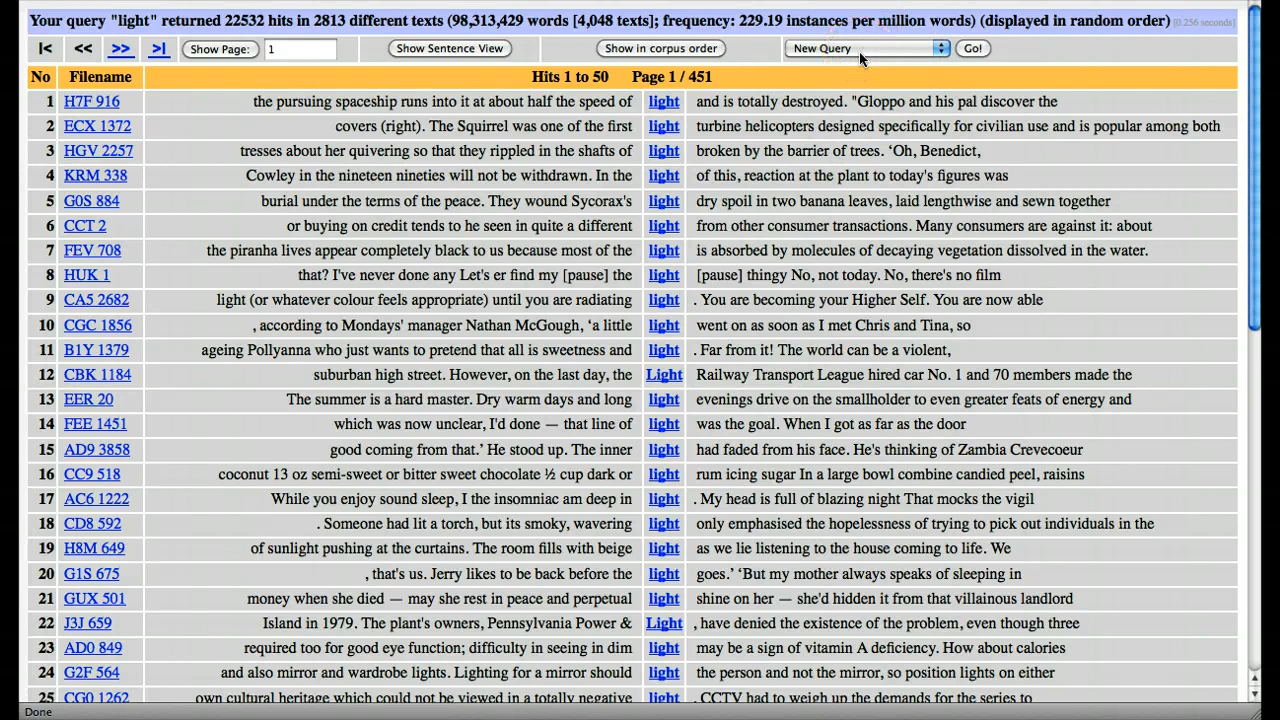 Your query "light" returned 22532 hits in 2813 different texts (98,313,429 words [4,048 texts]; frequency: 229.19 instances per million words) (displayed in random order) [0.256 seconds]
|< << >> >| Show Page: 1 Show Sentence View Show in corpus order New Query Go!
No Filename Hits 1 to 50 Page 1 / 451
1 H7F 916 the pursuing spaceship runs into it at about half the speed of light and is totally destroyed. "Gloppo and his pal discover the
2 ECX 1372 covers (right). The Squirrel was one of the first light turbine helicopters designed specifically for civilian use and is popular among both
3 HGV 2257 tresses about her quivering so that they rippled in the shafts of light broken by the barrier of trees. ‘Oh, Benedict,
4 KRM 338 Cowley in the nineteen nineties will not be withdrawn. In the light of this, reaction at the plant to today's figures was
5 G0S 884 burial under the terms of the peace. They wound Sycorax's light dry spoil in two banana leaves, laid lengthwise and sewn together
6 CCT 2 or buying on credit tends to he seen in quite a different light from other consumer transactions. Many consumers are against it: about
7 FEV 708 the piranha lives appear completely black to us because most of the light is absorbed by molecules of decaying vegetation dissolved in the water.
8 HUK 1 that? I've never done any Let's er find my [pause] the light [pause] thingy No, not today. No, there's no film
9 CA5 2682 light (or whatever colour feels appropriate) until you are radiating light . You are becoming your Higher Self. You are now able
10 CGC 1856 , according to Mondays' manager Nathan McGough, ‘a little light went on as soon as I met Chris and Tina, so
11 B1Y 1379 ageing Pollyanna who just wants to pretend that all is sweetness and light . Far from it! The world can be a violent,
12 CBK 1184 suburban high street. However, on the last day, the Light Railway Transport League hired car No. 1 and 70 members made the
13 EER 20 The summer is a hard master. Dry warm days and long light evenings drive on the smallholder to even greater feats of energy and
14 FEE 1451 which was now unclear, I'd done — that line of light was the goal. When I got as far as the door
15 AD9 3858 good coming from that.’ He stood up. The inner light had faded from his face. He's thinking of Zambia Crevecoeur
16 CC9 518 coconut 13 oz semi-sweet or bitter sweet chocolate ½ cup dark or light rum icing sugar In a large bowl combine candied peel, raisins
17 AC6 1222 While you enjoy sound sleep, I the insomniac am deep in light . My head is full of blazing night That mocks the vigil
18 CD8 592 . Someone had lit a torch, but its smoky, wavering light only emphasised the hopelessness of trying to pick out individuals in the
19 H8M 649 of sunlight pushing at the curtains. The room fills with beige light as we lie listening to the house coming to life. We
20 G1S 675 , that's us. Jerry likes to be back before the light goes.’ ‘But my mother always speaks of sleeping in
21 GUX 501 money when she died — may she rest in peace and perpetual light shine on her — she'd hidden it from that villainous landlord
22 J3J 659 Island in 1979. The plant's owners, Pennsylvania Power & Light , have denied the existence of the problem, even though three
23 AD0 849 required too for good eye function; difficulty in seeing in dim light may be a sign of vitamin A deficiency. How about calories
24 G2F 564 and also mirror and wardrobe lights. Lighting for a mirror should light the person and not the mirror, so position lights on either
25 CG0 1262 own cultural heritage which could not be viewed in a totally negative light . CCTV had to weigh up the demands for the series to
Done